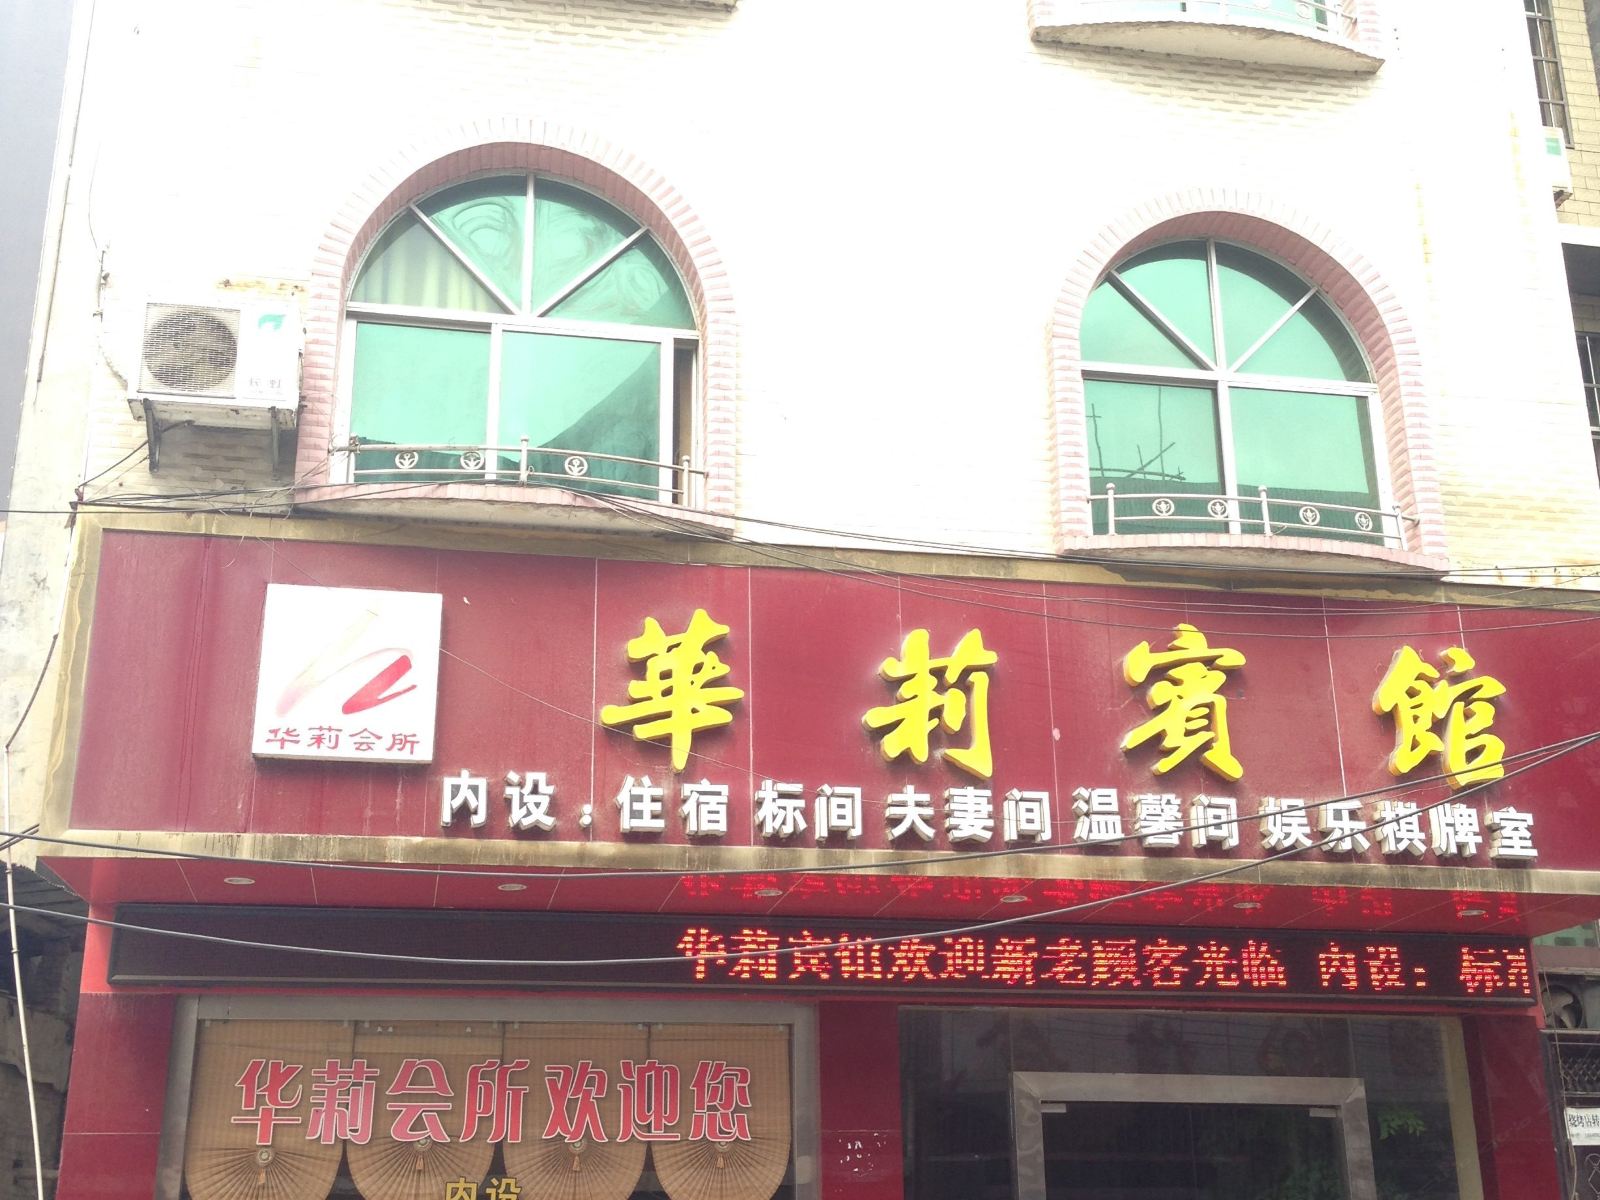 華莉賓館
华莉会所
内设：住宿 标间 夫妻间 温馨间 娱乐棋牌室
华莉宾馆欢迎新老顾客光临 内设：标
华莉会所欢迎您
内设